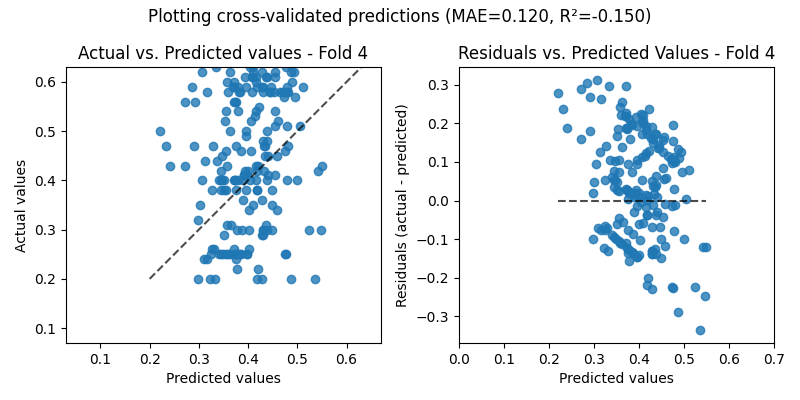 Plotting cross-validated predictions (MAE=0.120, R²=-0.150)
Actual vs. Predicted values - Fold 4
Actual values
0.6
0.5
0.4
0.3
0.2
0.1
0.1 0.2 0.3 0.4 0.5 0.6
Predicted values
Residuals vs. Predicted Values - Fold 4
Residuals (actual - predicted)
0.3
0.2
0.1
0.0
−0.1
−0.2
−0.3
0.0 0.1 0.2 0.3 0.4 0.5 0.6 0.7
Predicted values